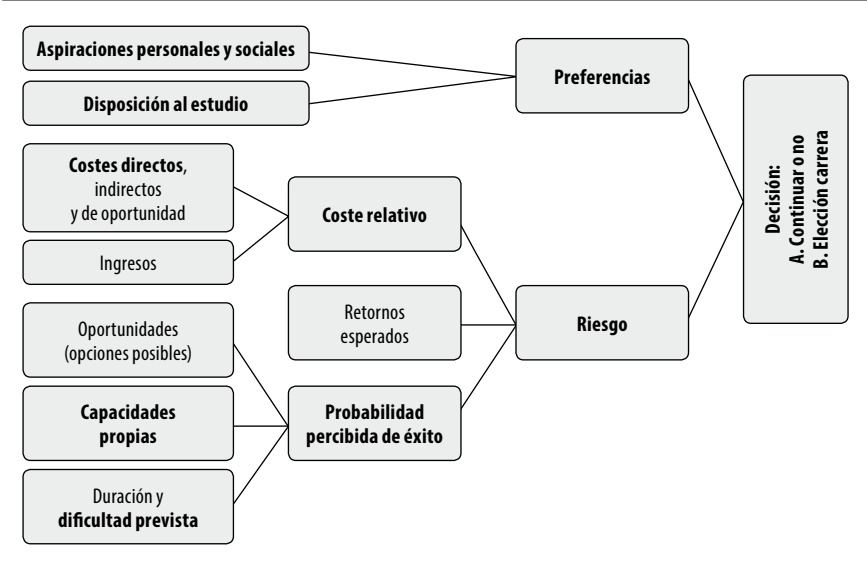 Aspiraciones personales y sociales
Disposición al estudio
Preferencias
Costes directos,
indirectos
y de oportunidad
Ingresos
Coste relativo
Retornos
esperados
Oportunidades
(opciones posibles)
Capacidades
propias
Duración y
dificultad prevista
Probabilidad
percibida de éxito
Riesgo
Decisión:
A. Continuar o no
B. Elección carrera